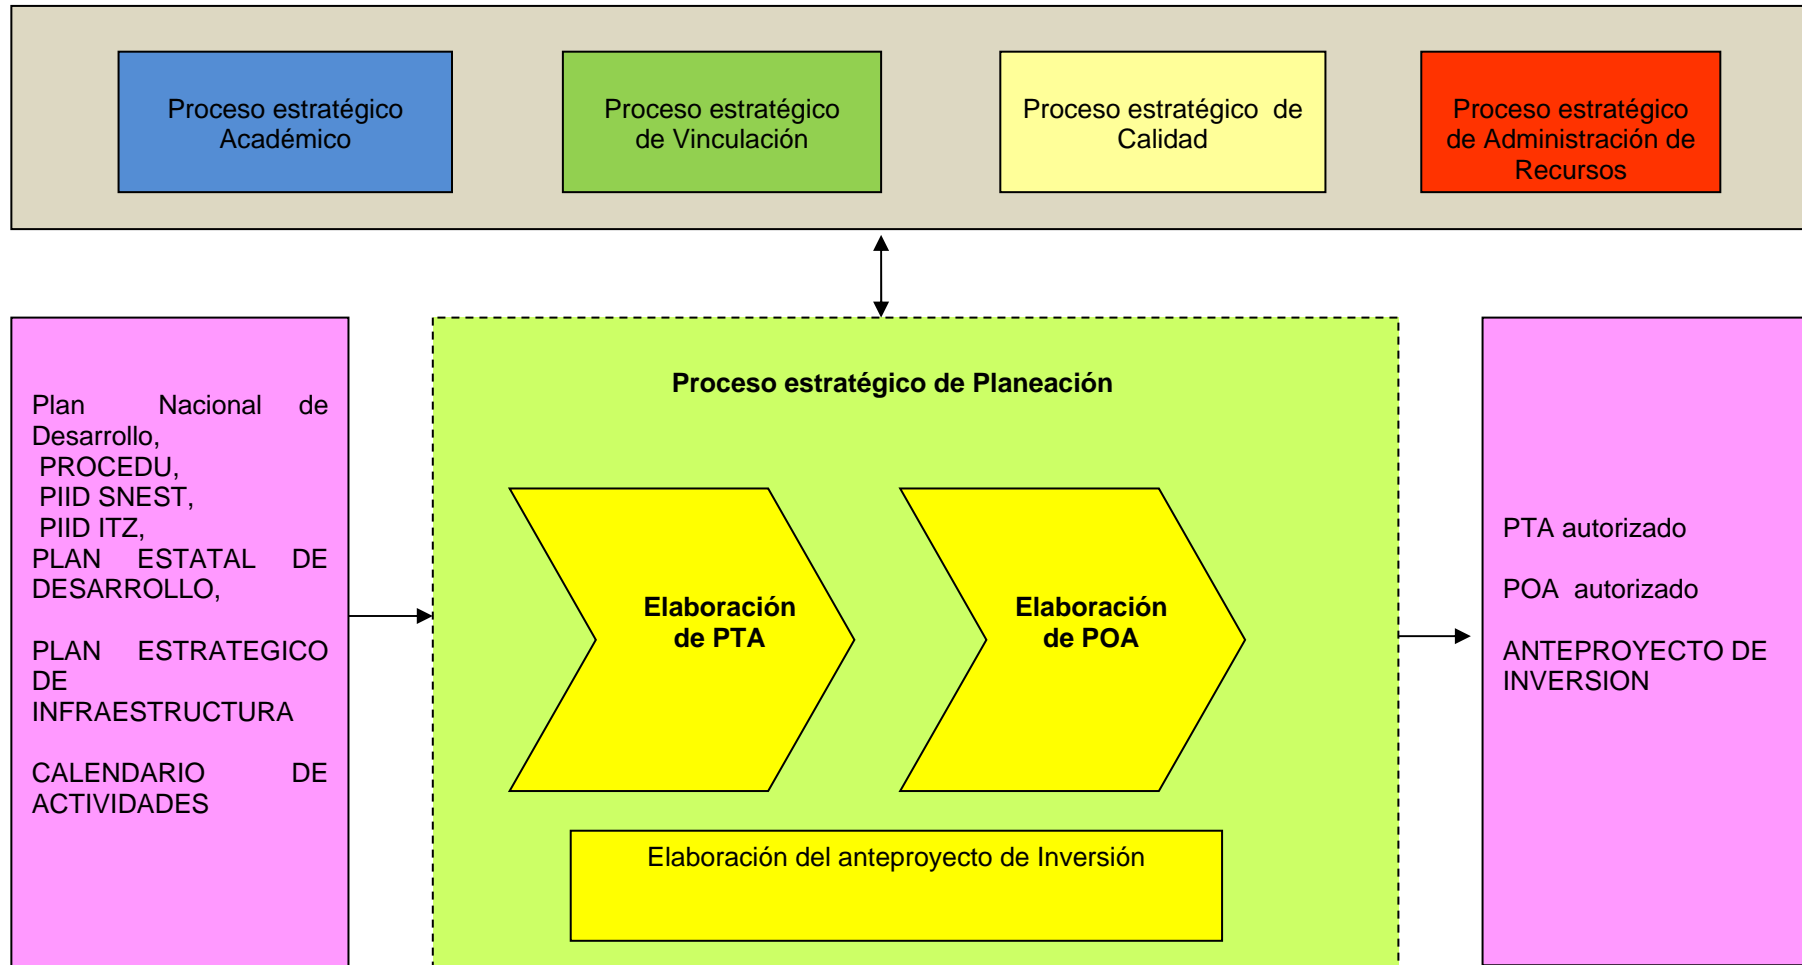 Proceso estratégico
Académico
Proceso estratégico
de Vinculación
Proceso estratégico de
Calidad
Proceso estratégico
de Administración de
Recursos
Plan Nacional de
Desarrollo,
PROCEDU,
PIID SNEST,
PIID ITZ,
PLAN ESTATAL DE
DESARROLLO,
PLAN ESTRATEGICO
DE
INFRAESTRUCTURA
CALENDARIO DE
ACTIVIDADES
Proceso estratégico de Planeación
Elaboración
de PTA
Elaboración
de POA
Elaboración del anteproyecto de Inversión
PTA autorizado
POA autorizado
ANTEPROYECTO DE
INVERSION